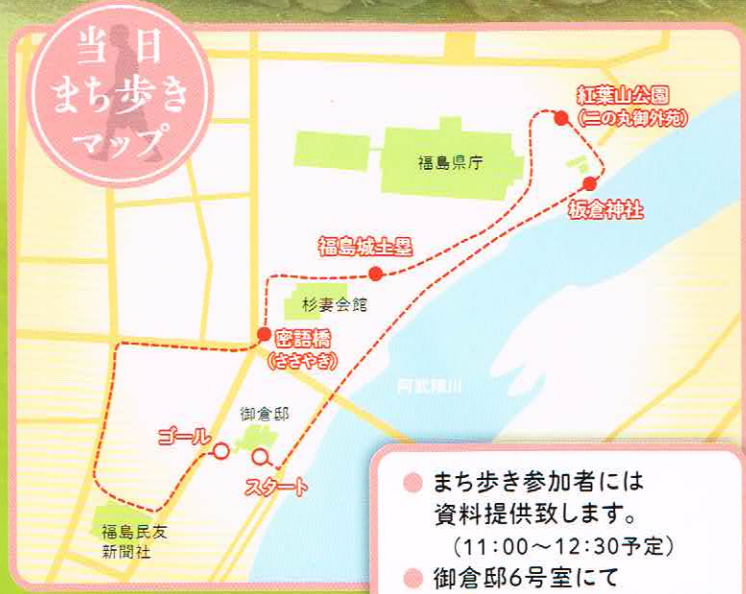 当日
まち歩き
マップ
紅葉山公園
(二の丸御外苑)
福島県庁
板倉神社
福島城土塁
杉妻会館
密語橋
(ささやき)
阿武隈川
御倉邸
ゴール
スタート
福島民友
新聞社
● まち歩き参加者には
資料提供致します。
(11:00～12:30予定)
● 御倉邸6号室にて